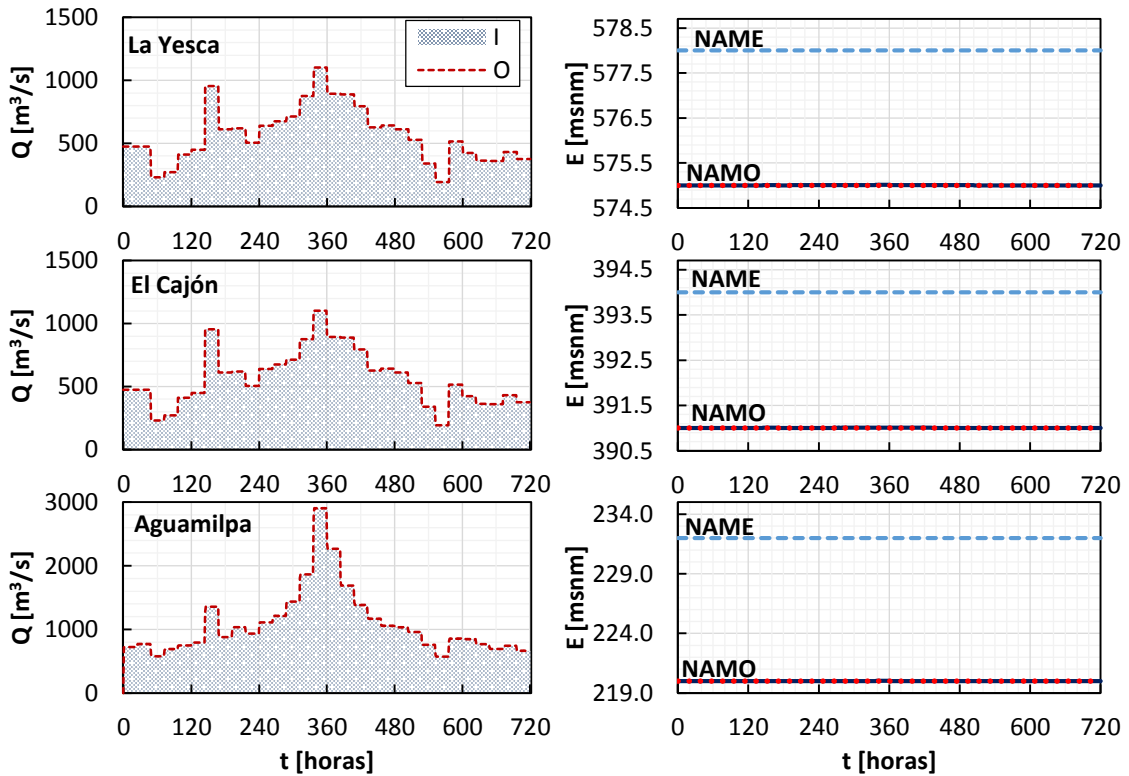 La Yesca
I
O
Q [m³/s]
1500
1000
500
0
0 120 240 360 480 600 720
NAME
NAMO
E [msnm]
578.5
577.5
576.5
575.5
574.5
0 120 240 360 480 600 720
El Cajón
Q [m³/s]
1500
1000
500
0
0 120 240 360 480 600 720
NAME
NAMO
E [msnm]
394.5
393.5
392.5
391.5
390.5
0 120 240 360 480 600 720
Aguamilpa
Q [m³/s]
3000
2000
1000
0
0 120 240 360 480 600 720
t [horas]
NAME
NAMO
E [msnm]
234.0
229.0
224.0
219.0
0 120 240 360 480 600 720
t [horas]